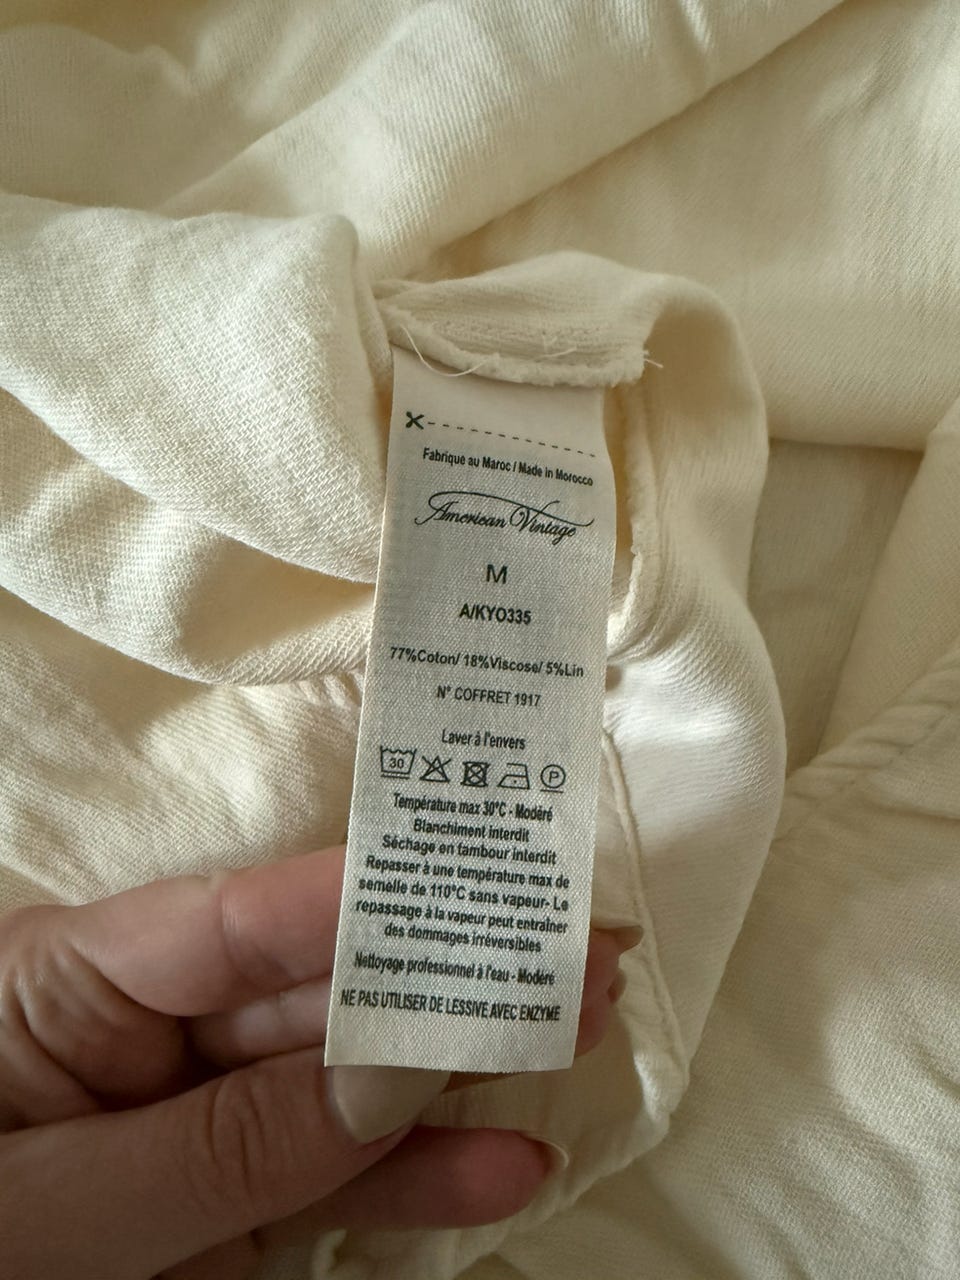 Fabrique au Maroc / Made in Morocco
American Vintage
M
A/KYO335
77%Coton/ 18%Viscose/ 5%Lin
N° COFFRET 1917
Laver à l'envers
30 P
Température max 30°C - Modéré
Blanchiment interdit
Séchage en tambour interdit
Repasser à une température max de
semelle de 110°C sans vapeur- Le
repassage à la vapeur peut entraîner
des dommages irréversibles
Nettoyage professionnel à l'eau - Modéré
NE PAS UTILISER DE LESSIVE AVEC ENZYME